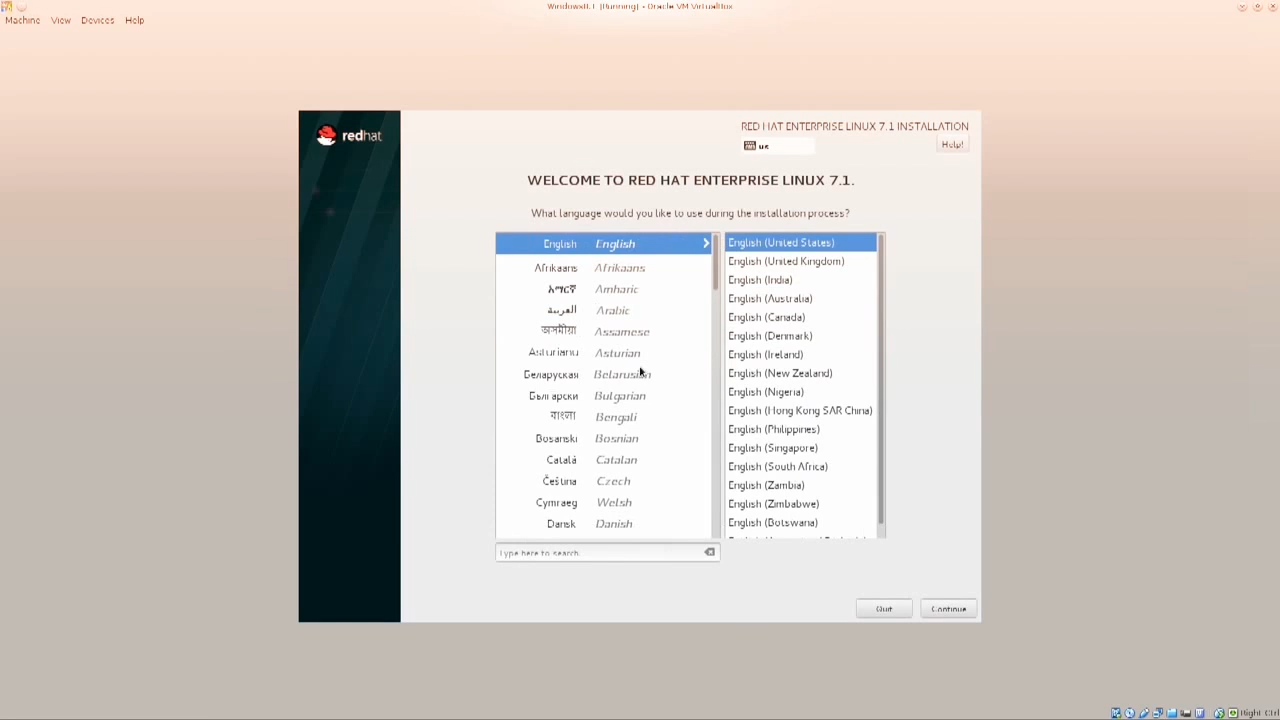 Windows8.1 [Running] - Oracle VM VirtualBox
Machine View Devices Help
redhat
RED HAT ENTERPRISE LINUX 7.1 INSTALLATION
us
Help!
WELCOME TO RED HAT ENTERPRISE LINUX 7.1.
What language would you like to use during the installation process?
English English
Afrikaans Afrikaans
አማርኛ Amharic
العربية Arabic
অসমীয়া Assamese
Asturianu Asturian
Беларуская Belarusian
Български Bulgarian
বাংলা Bengali
Bosanski Bosnian
Català Catalan
Čeština Czech
Cymraeg Welsh
Dansk Danish
Type here to search.
English (United States)
English (United Kingdom)
English (India)
English (Australia)
English (Canada)
English (Denmark)
English (Ireland)
English (New Zealand)
English (Nigeria)
English (Hong Kong SAR China)
English (Philippines)
English (Singapore)
English (South Africa)
English (Zambia)
English (Zimbabwe)
English (Botswana)
Quit
Continue
Right Ctrl